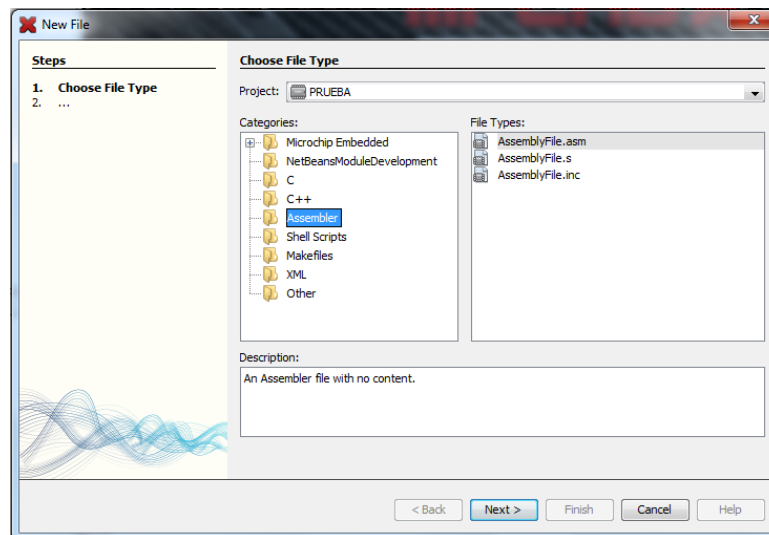 New File
Steps
1. Choose File Type
2. ...
Choose File Type
Project: PRUEBA
Categories:
Microchip Embedded
NetBeansModuleDevelopment
C
C++
Assembler
Shell Scripts
Makefiles
XML
Other
File Types:
AssemblyFile.asm
AssemblyFile.s
AssemblyFile.inc
Description:
An Assembler file with no content.
< Back
Next >
Finish
Cancel
Help